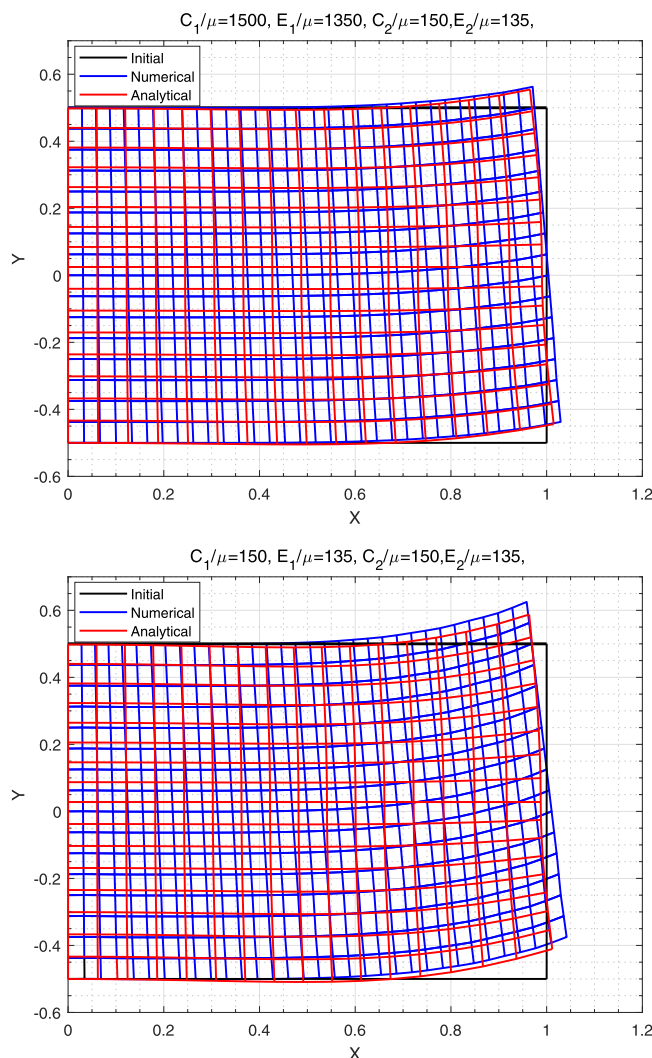 C₁/μ=1500, E₁/μ=1350, C₂/μ=150,E₂/μ=135,
Initial
Numerical
Analytical
0.6
0.4
0.2
0
-0.2
-0.4
-0.6
Y
0 0.2 0.4 0.6 0.8 1 1.2
X
C₁/μ=150, E₁/μ=135, C₂/μ=150,E₂/μ=135,
Initial
Numerical
Analytical
0.6
0.4
0.2
0
-0.2
-0.4
-0.6
Y
0 0.2 0.4 0.6 0.8 1 1.2
X